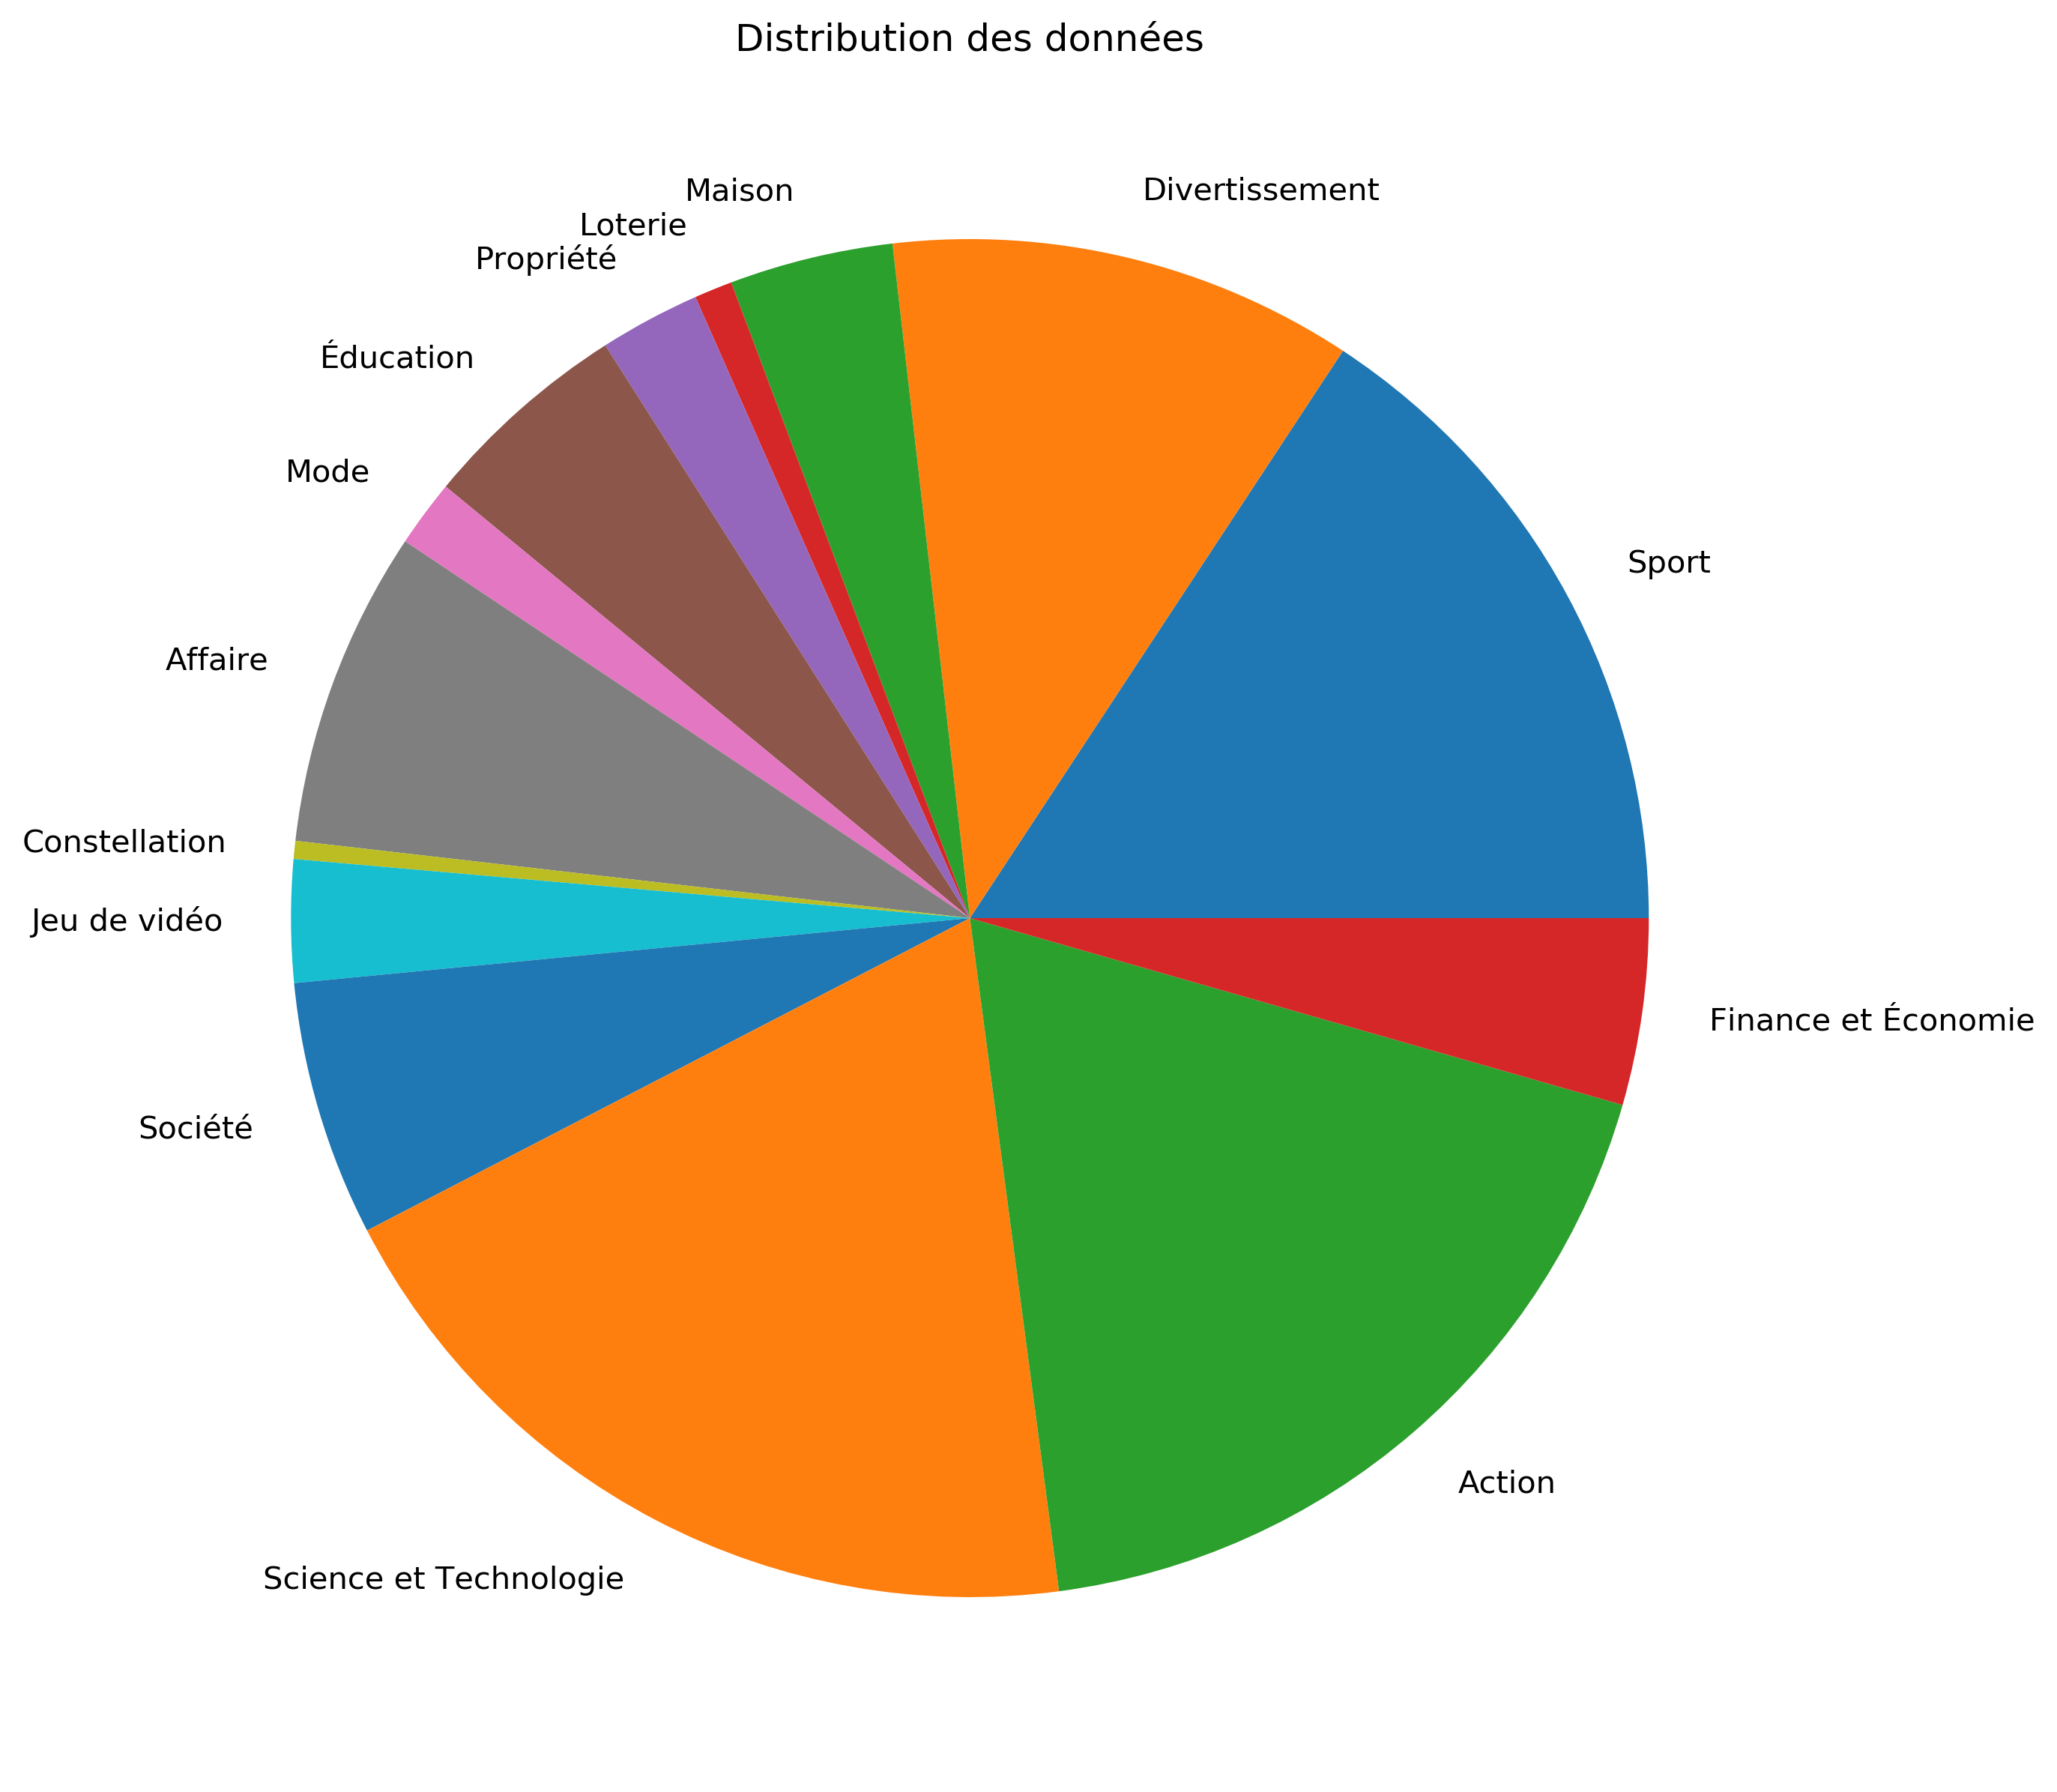 Distribution des données
Maison
Divertissement
Loterie
Propriété
Éducation
Mode
Sport
Affaire
Constellation
Jeu de vidéo
Finance et Économie
Société
Action
Science et Technologie